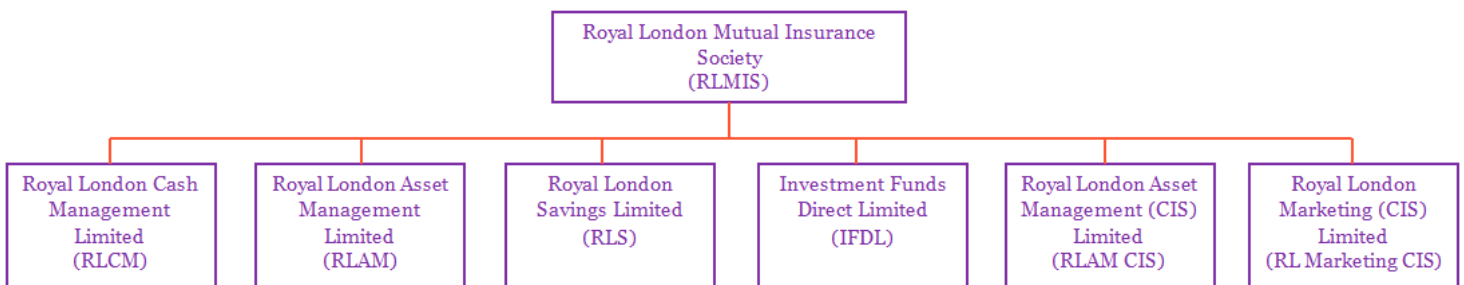 Royal London Mutual Insurance
Society
(RLMIS)
Royal London Cash
Management
Limited
(RLCM)
Royal London Asset
Management
Limited
(RLAM)
Royal London
Savings Limited
(RLS)
Investment Funds
Direct Limited
(IFDL)
Royal London Asset
Management (CIS)
Limited
(RLAM CIS)
Royal London
Marketing (CIS)
Limited
(RL Marketing CIS)